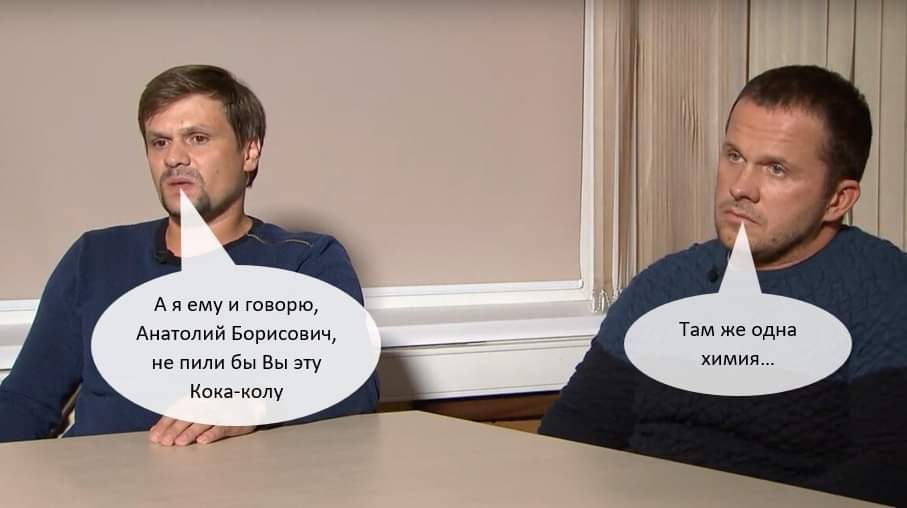 А я ему и говорю,
Анатолий Борисович,
не пили бы Вы эту
Кока-колу
Там же одна
химия...